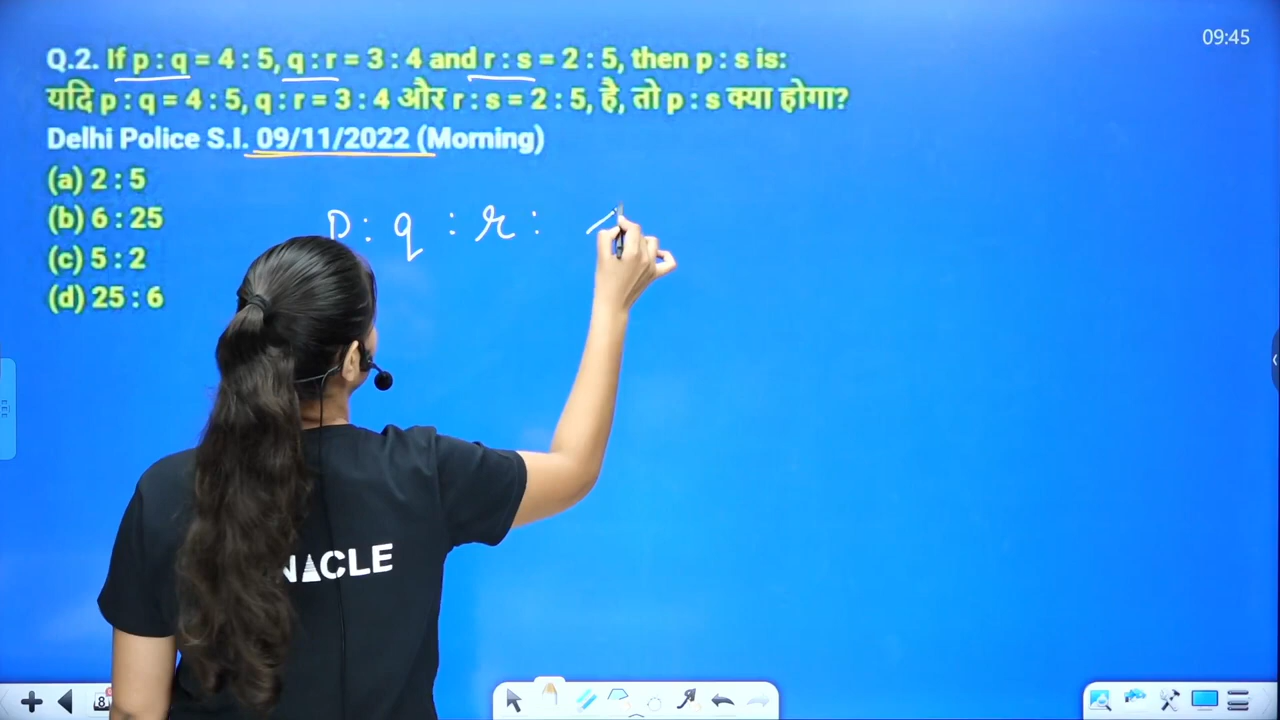 09:45
Q.2. If p : q = 4 : 5, q : r = 3 : 4 and r : s = 2 : 5, then p : s is:
यदि p : q = 4 : 5, q : r = 3 : 4 और r : s = 2 : 5, है, तो p : s क्या होगा?
Delhi Police S.I. 09/11/2022 (Morning)
(a) 2 : 5
(b) 6 : 25
(c) 5 : 2
(d) 25 : 6
P : q : r :
NACLE